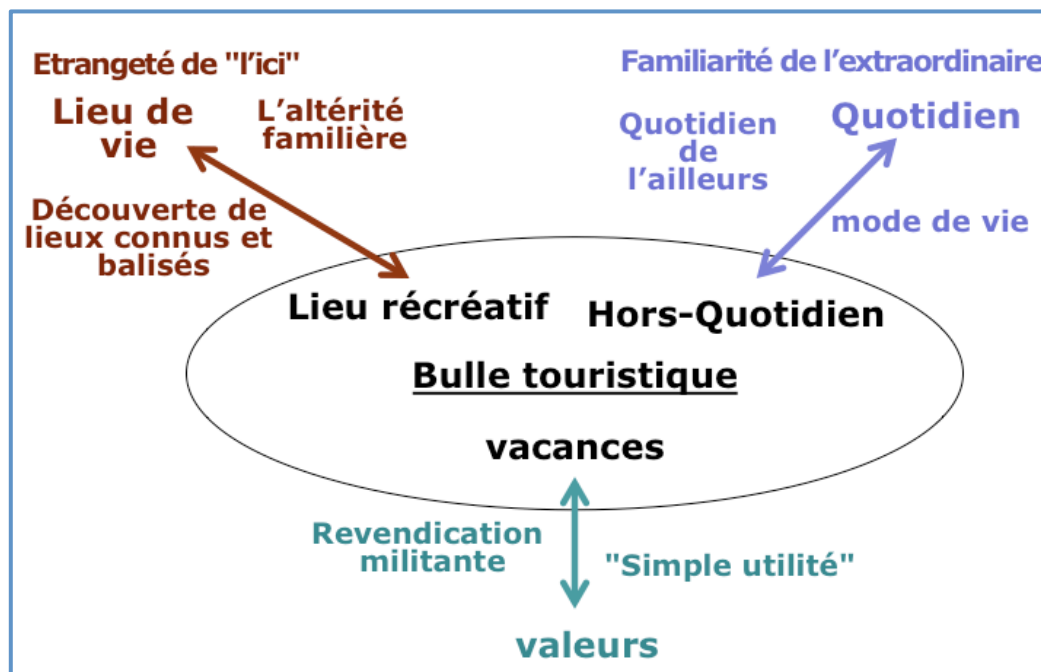 Etrangeté de "l'ici"
Lieu de
vie
L'altérité
familière
Découverte de
lieux connus et
balisés
Familiarité de l'extraordinaire
Quotidien
de
l'ailleurs
Quotidien
mode de vie
Lieu récréatif
Hors-Quotidien
Bulle touristique
vacances
Revendication
militante
"Simple utilité"
valeurs